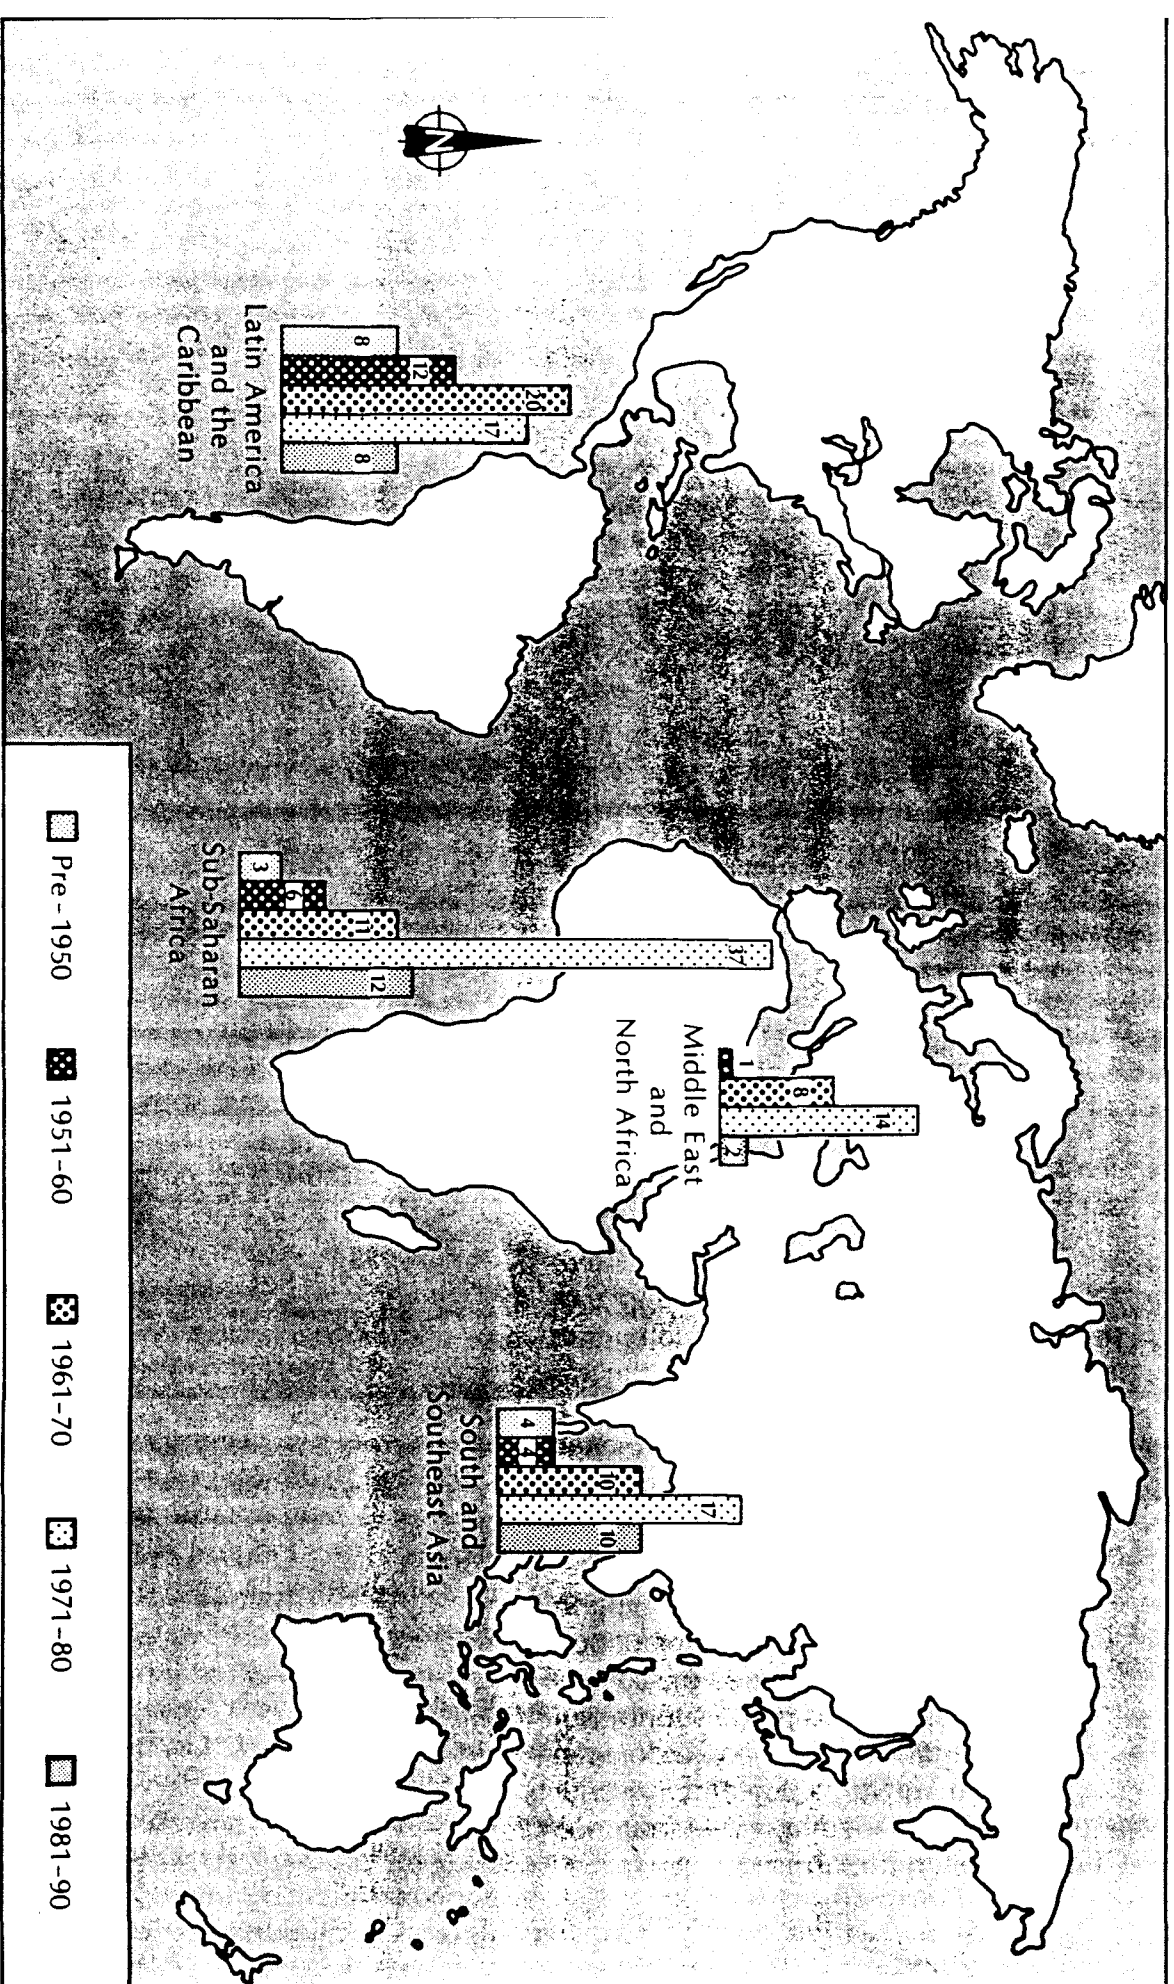 N
8
12
20
17
8
Latin America
and the
Caribbean
3
6
11
37
12
Sub-Saharan
Africa
1
8
14
2
Middle East
and
North Africa
4
4
10
17
10
South and
Southeast Asia
Pre-1950
1951-60
1961-70
1971-80
1981-90